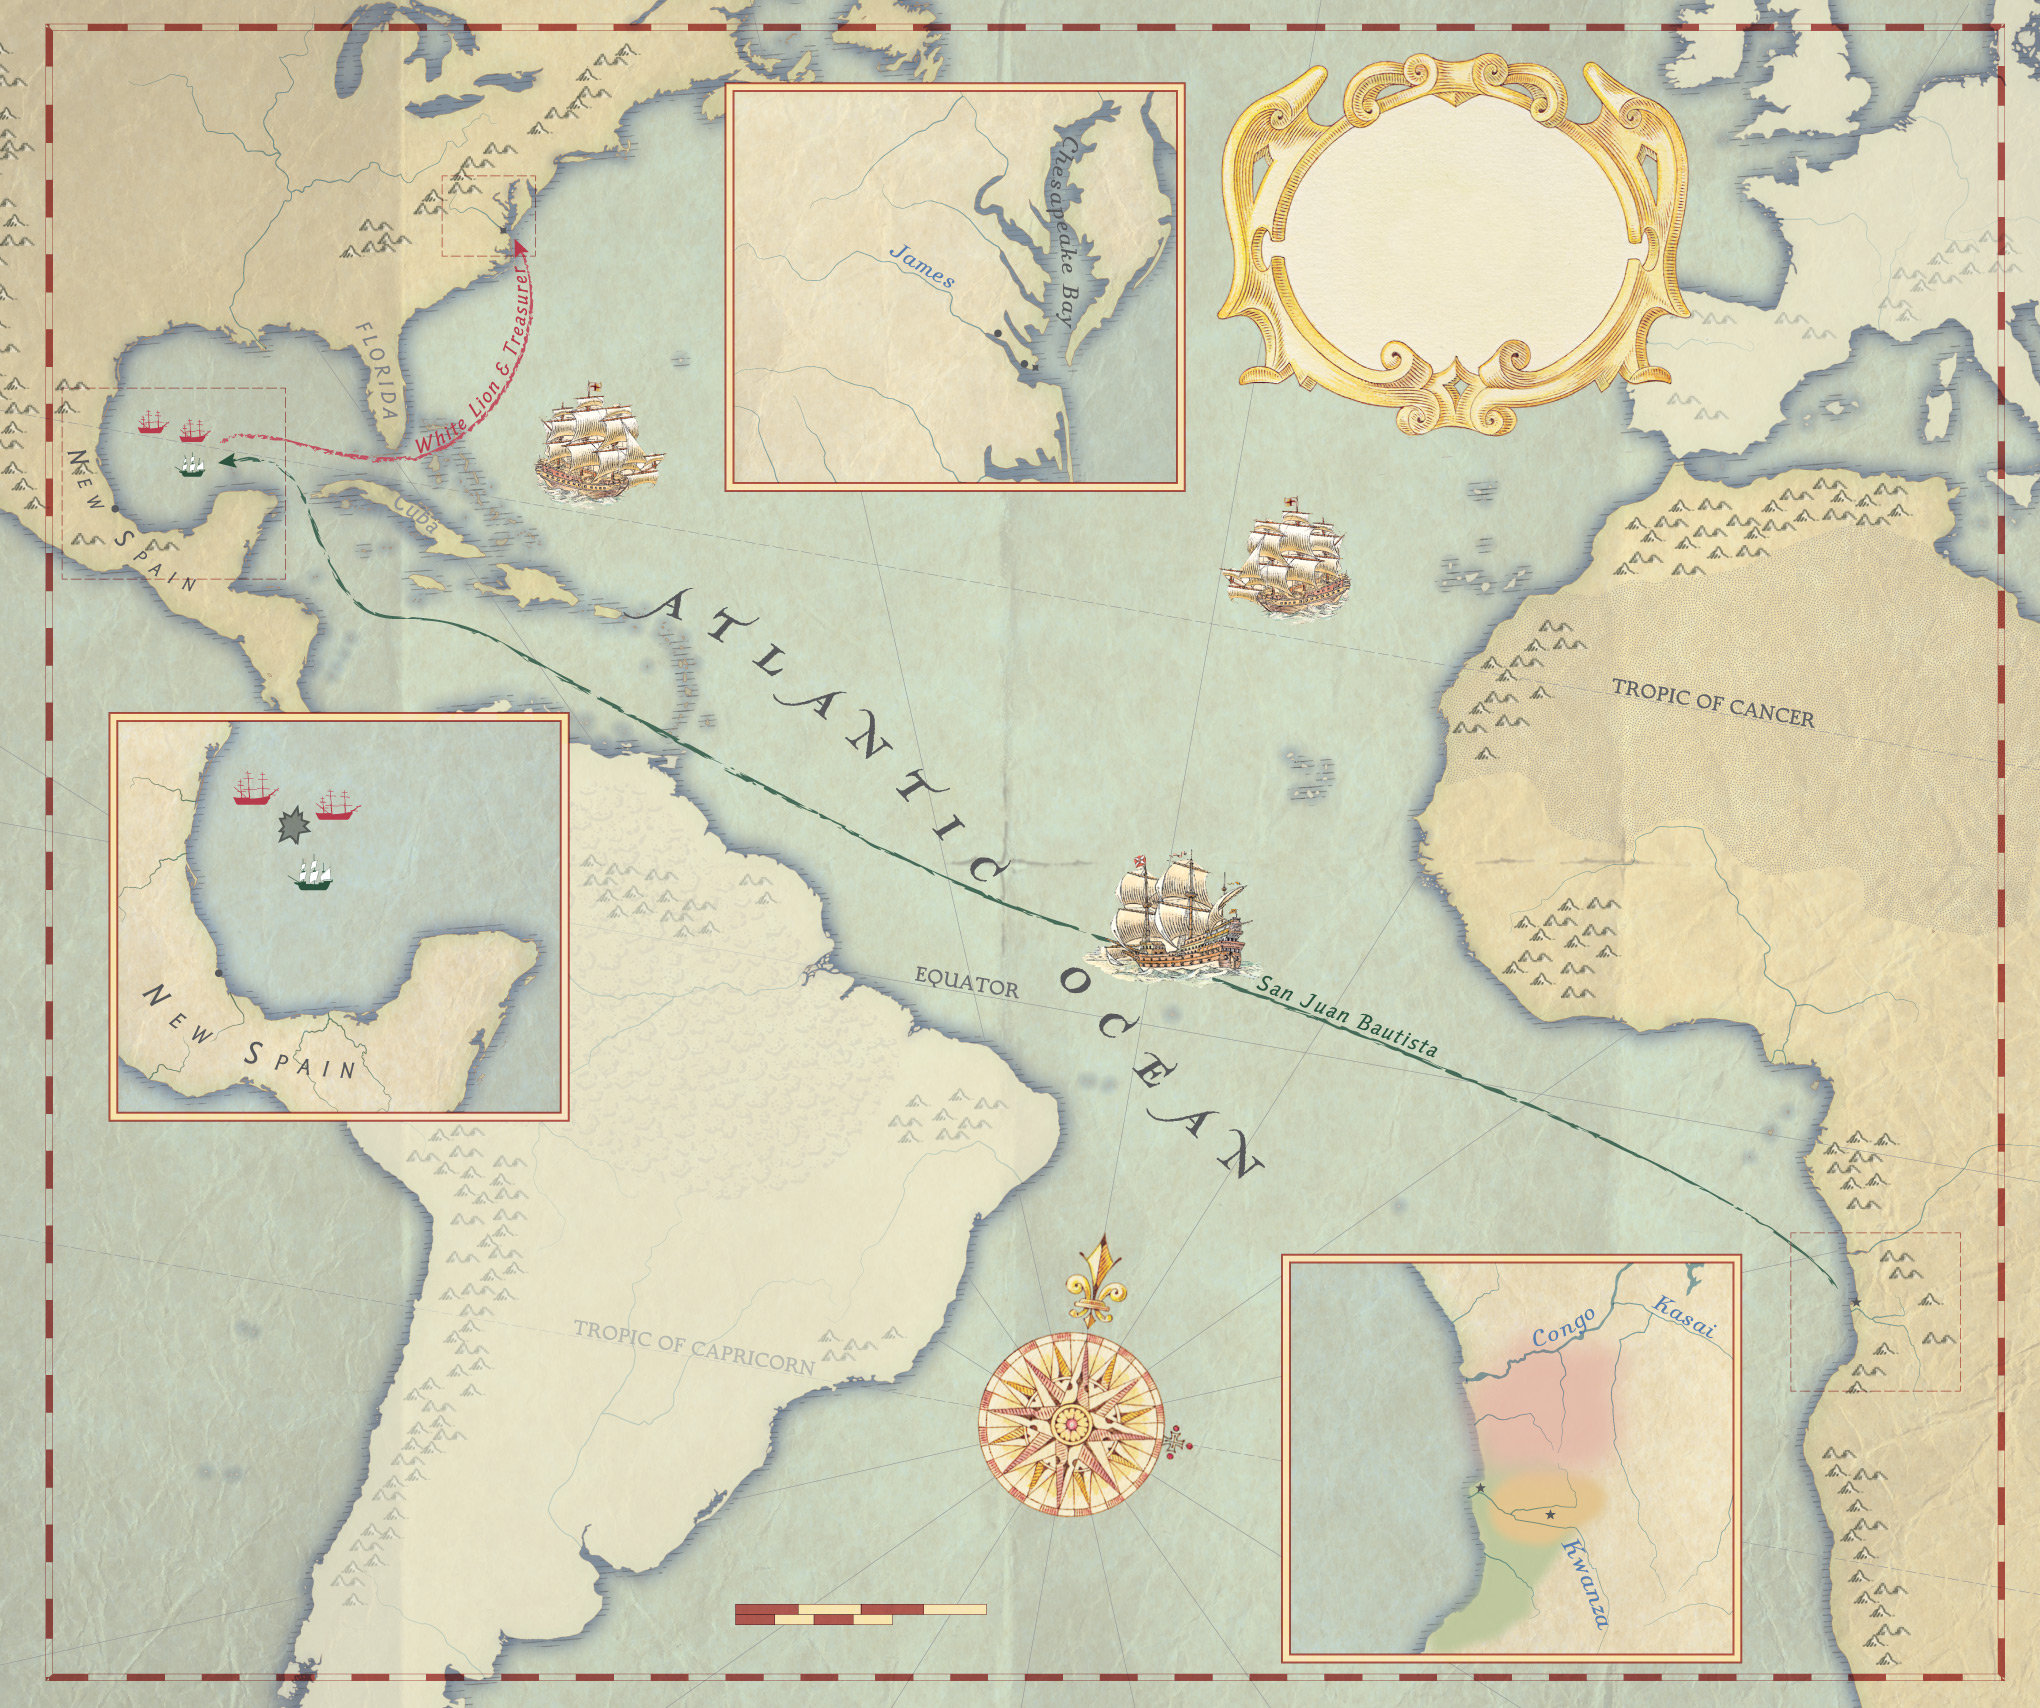 Chesapeake Bay
James
FLORIDA
White Lion & Treasurer
NEW SPAIN
Cuba
ATLANTIC OCEAN
TROPIC OF CANCER
NEW SPAIN
EQUATOR
San Juan Bautista
TROPIC OF CAPRICORN
Congo
Kasai
Kwanza